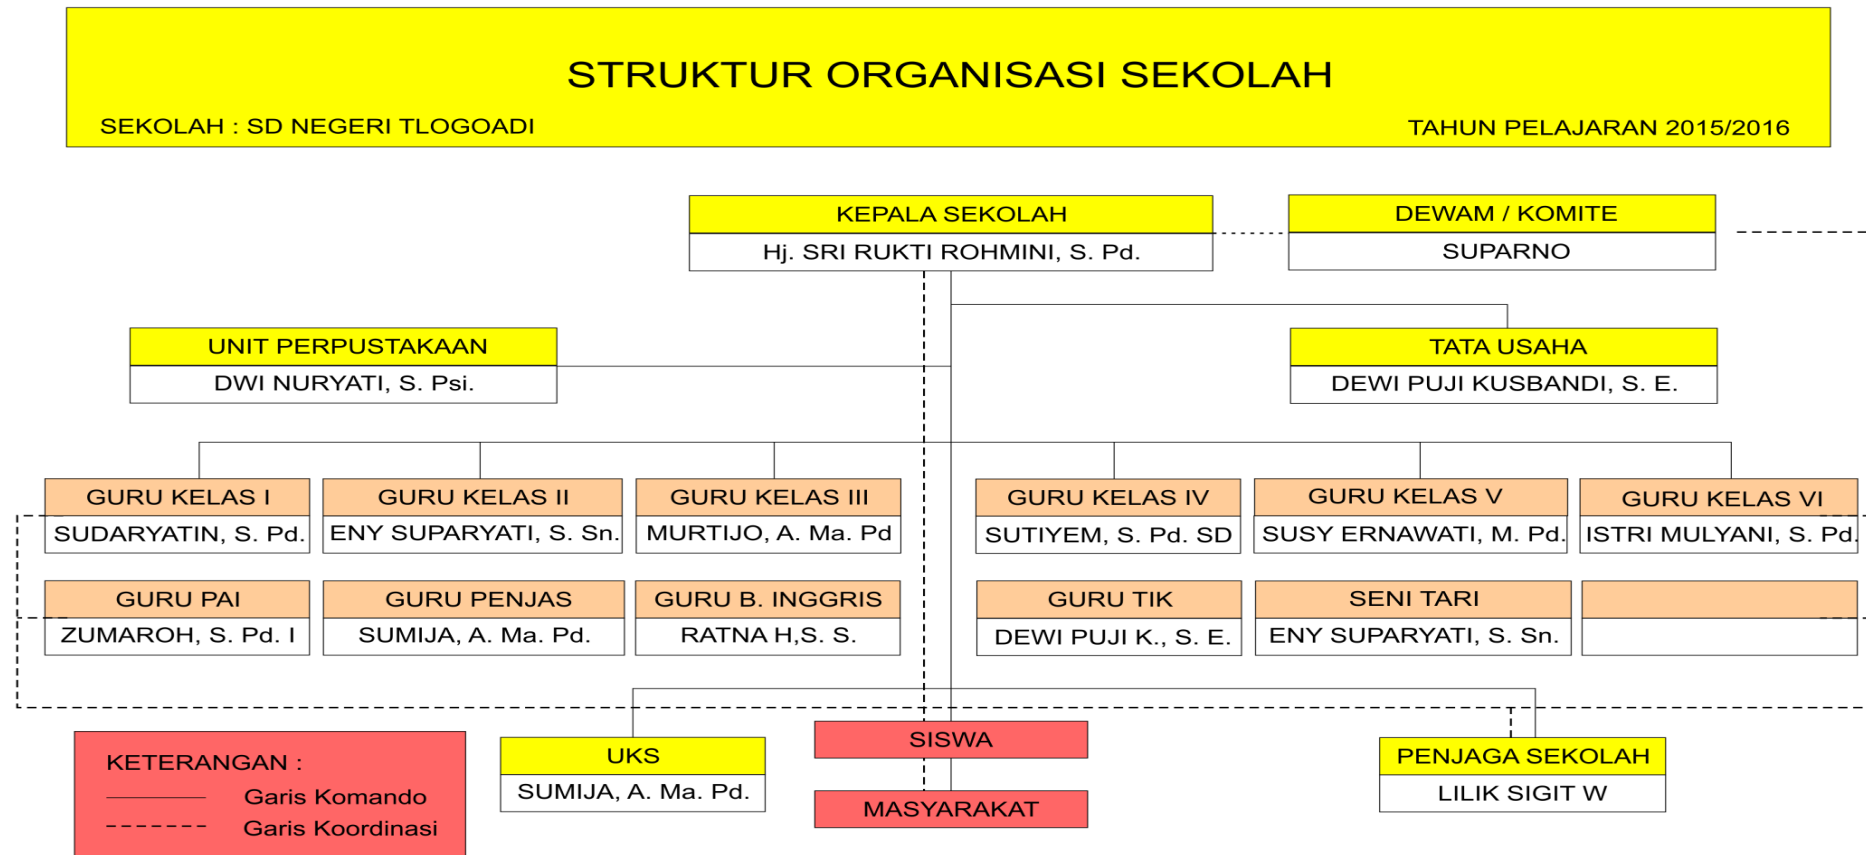 STRUKTUR ORGANISASI SEKOLAH
SEKOLAH : SD NEGERI TLOGOADI
TAHUN PELAJARAN 2015/2016
KEPALA SEKOLAH
Hj. SRI RUKTI ROHMINI, S. Pd.
DEWAM / KOMITE
SUPARNO
UNIT PERPUSTAKAAN
DWI NURYATI, S. Psi.
TATA USAHA
DEWI PUJI KUSBANDI, S. E.
GURU KELAS I
SUDARYATIN, S. Pd.
GURU KELAS II
ENY SUPARYATI, S. Sn.
GURU KELAS III
MURTIJO, A. Ma. Pd
GURU KELAS IV
SUTIYEM, S. Pd. SD
GURU KELAS V
SUSY ERNAWATI, M. Pd.
GURU KELAS VI
ISTRI MULYANI, S. Pd.
GURU PAI
ZUMAROH, S. Pd. I
GURU PENJAS
SUMIJA, A. Ma. Pd.
GURU B. INGGRIS
RATNA H,S. S.
GURU TIK
DEWI PUJI K., S. E.
SENI TARI
ENY SUPARYATI, S. Sn.
KETERANGAN :
Garis Komando
Garis Koordinasi
UKS
SUMIJA, A. Ma. Pd.
SISWA
MASYARAKAT
PENJAGA SEKOLAH
LILIK SIGIT W